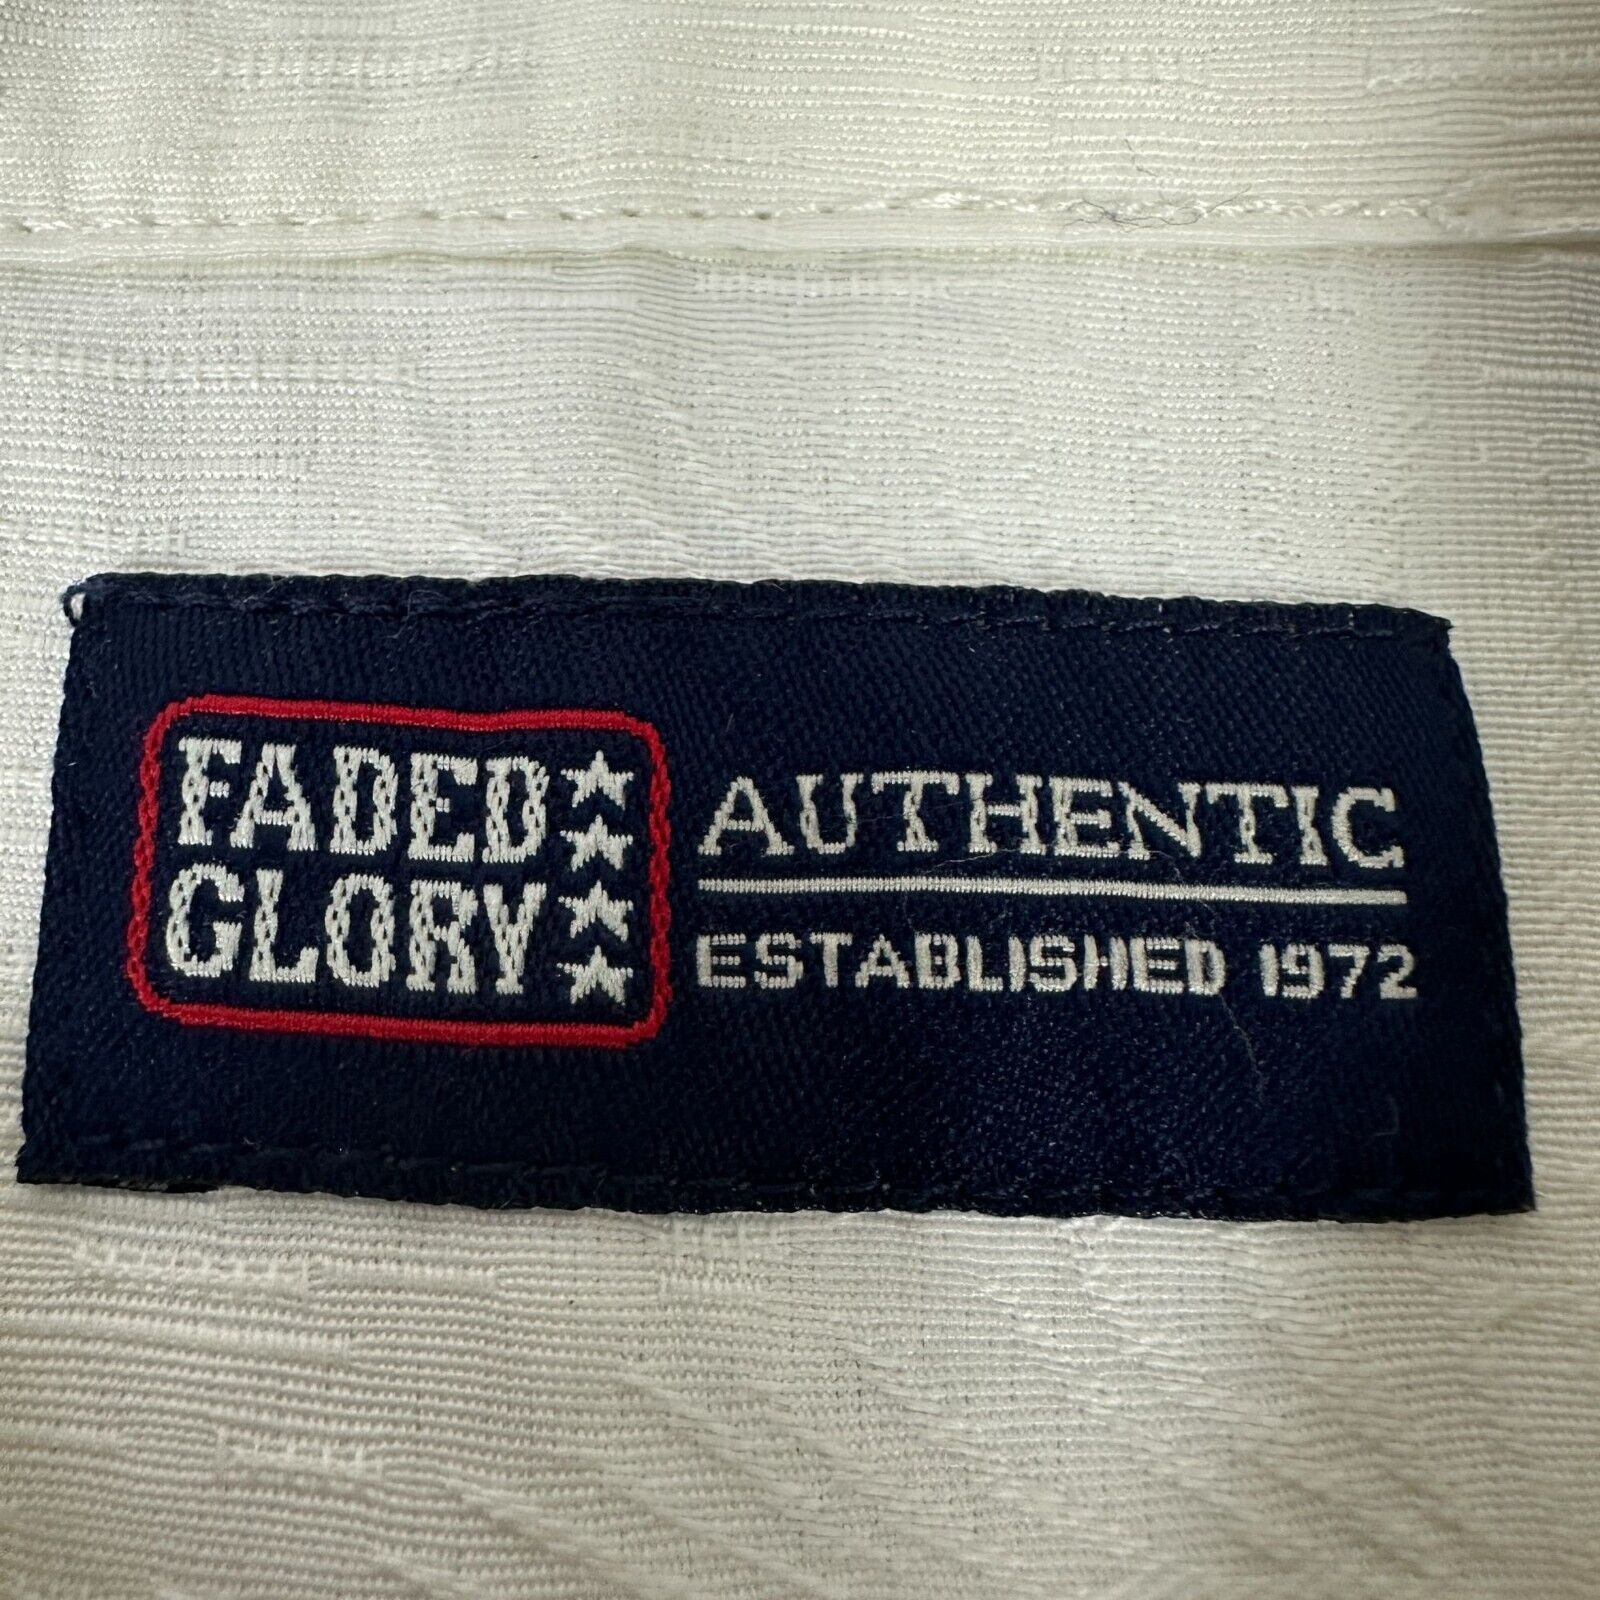 FADED
GLORY
AUTHENTIC
ESTABLISHED 1972